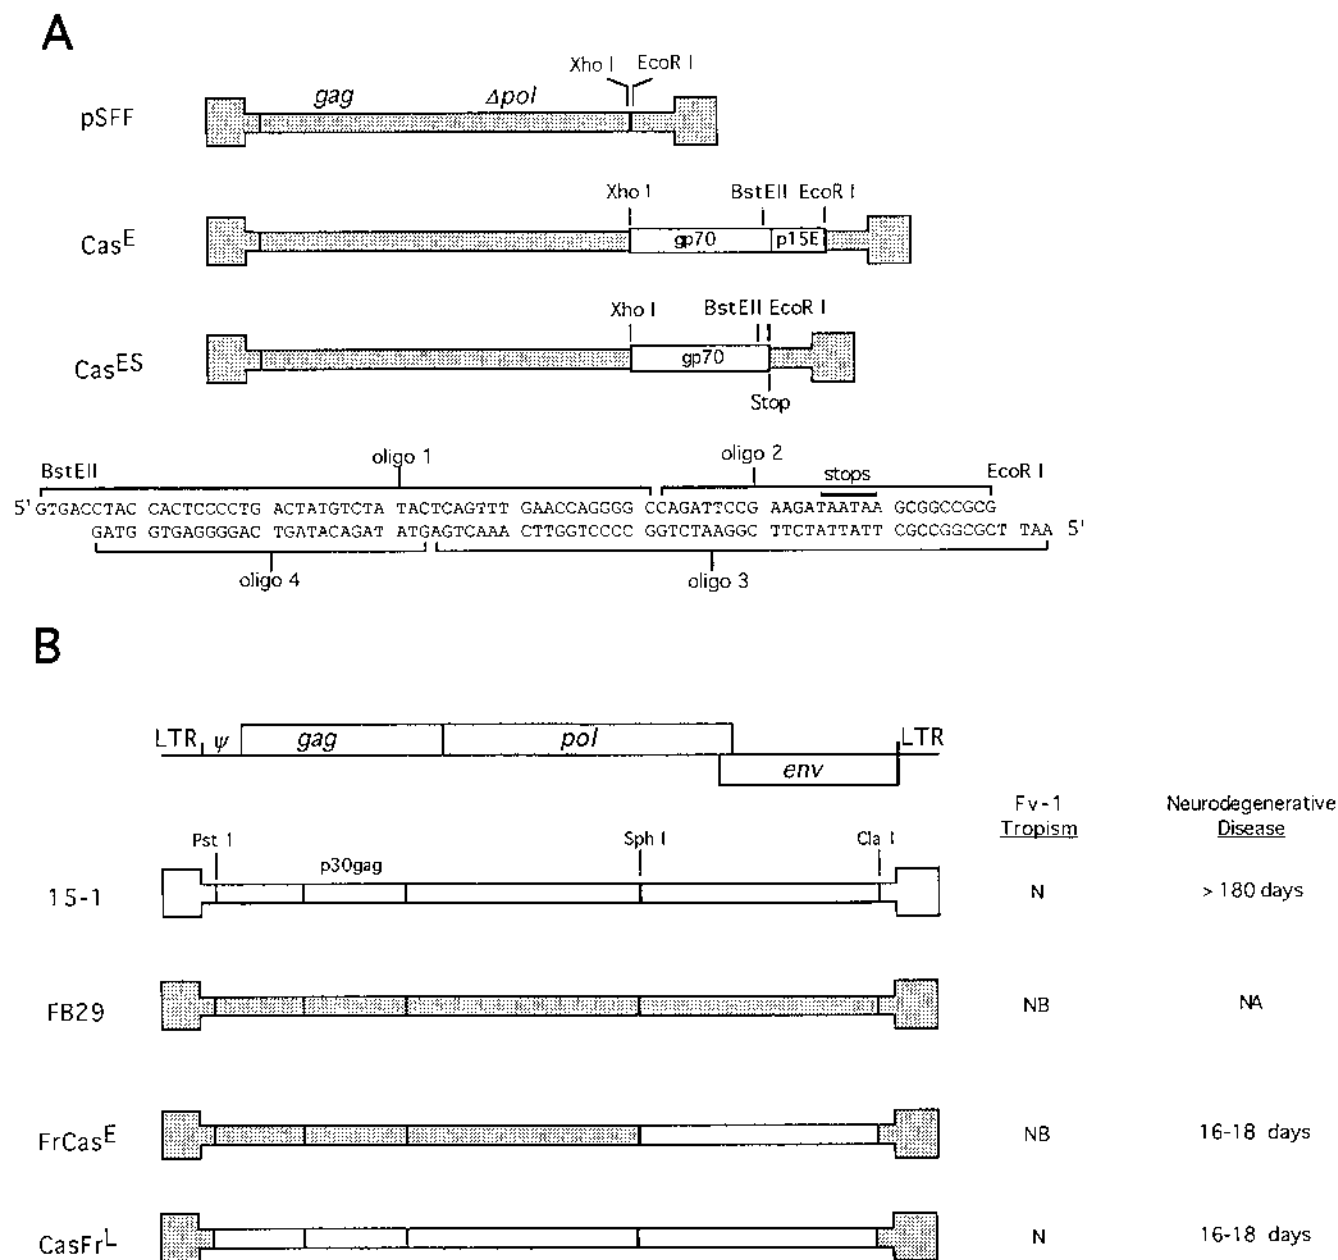 A
Xho I EcoR I
pSFF gag Δpol
Xho I BstEII EcoR I
CasE gp70 p15E
Xho I BstEII EcoR I
CasES gp70
Stop
BstEII oligo 1 oligo 2 stops EcoR I
5' GTGACCTAC CACTCCCCTG ACTATGTCTA TACTCAGTTT GAACCAGGGG CCAGATTCCG AAGATAATAA GCGGCCGCG
GATG GTGAGGGGAC TGATACAGAT ATGAGTCAAA CTTGGTCCCC GGTCTAAGGC TTCTATTATT CGCCGGCGCT TAA 5'
oligo 4 oligo 3
B
LTR ψ gag pol env LTR
Fv-1 Tropism Neurodegenerative Disease
Pst 1 p30gag Sph I Cla I
15-1 N > 180 days
FB29 NB NA
FrCasE NB 16-18 days
CasFrL N 16-18 days